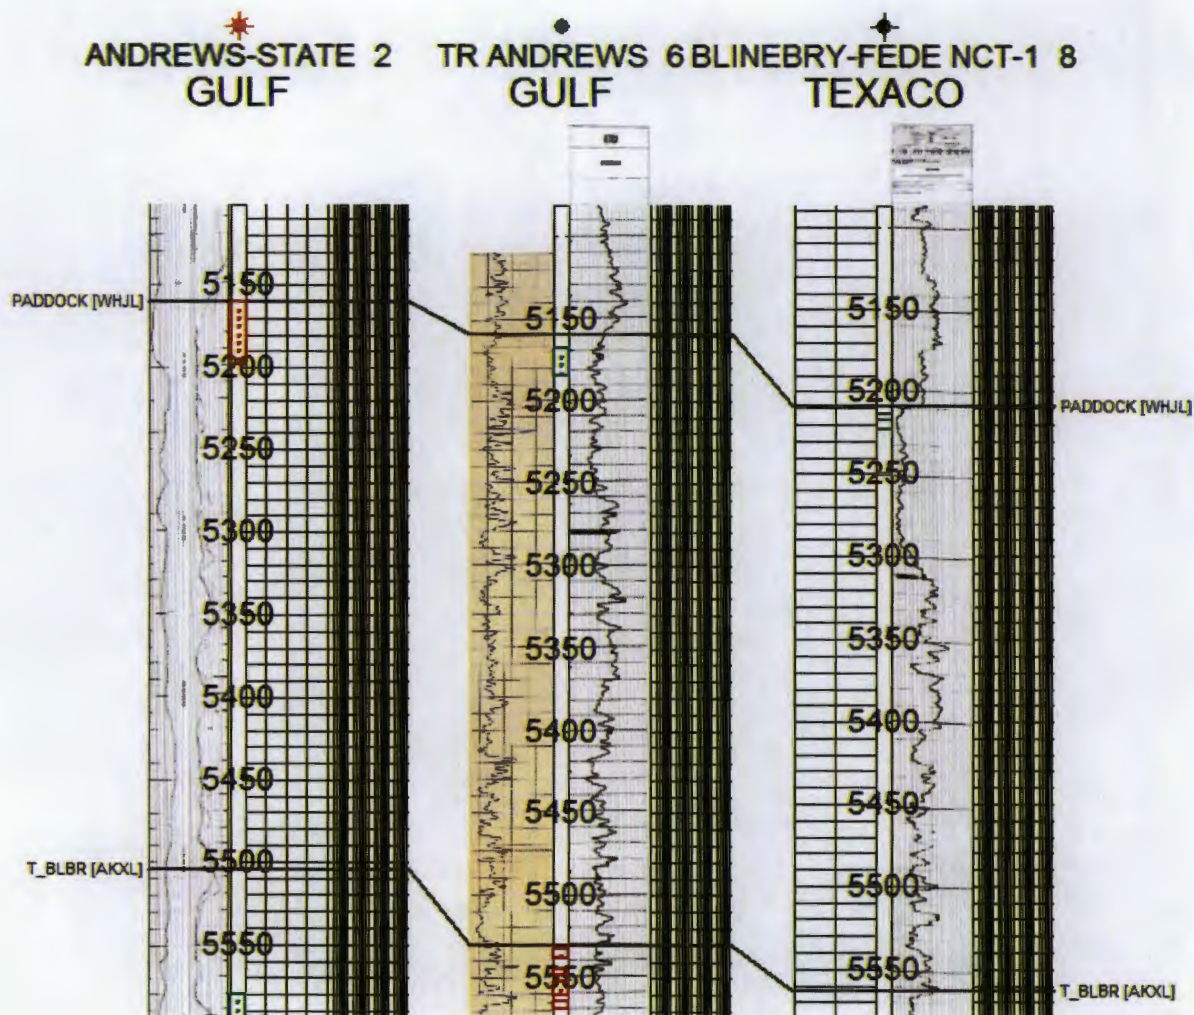 ANDREWS-STATE 2
GULF
TR ANDREWS 6
GULF
BLINEBRY-FEDE NCT-1 8
TEXACO
PADDOCK [WHJL]
T_BLBR [AKXL]
5150
5200
5250
5300
5350
5400
5450
5500
5550
5150
5200
5250
5300
5350
5400
5450
5500
5550
5150
5200
5250
5300
5350
5400
5450
5500
5550
PADDOCK [WHJL]
T_BLBR [AKXL]